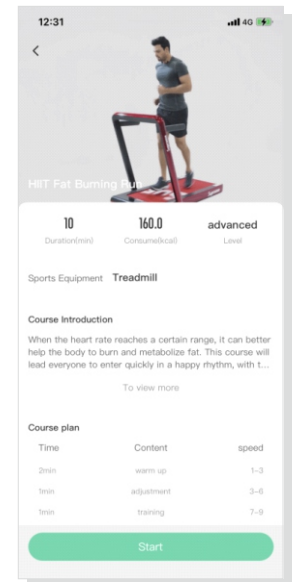 12:31
4G
HIIT Fat Burning Run
10 160.0 advanced
Duration(min) Consume(kcal) Level
Sports Equipment Treadmill
Course Introduction
When the heart rate reaches a certain range, it can better
help the body to burn and metabolize fat. This course will
lead everyone to enter quickly in a happy rhythm, with t...
To view more
Course plan
Time Content speed
2min warm up 1-3
1min adjustment 3-6
1min training 7-9
Start